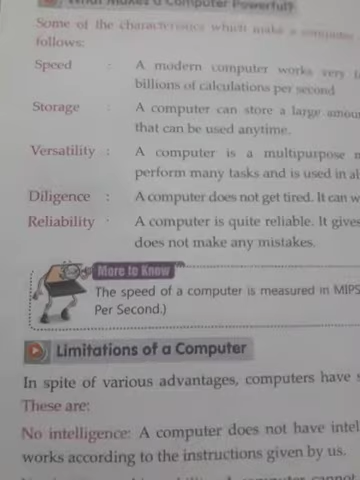 What Makes a Computer Powerful?
Some of the characteristics which make a computer
follows:
Speed : A modern computer works very
billions of calculations per second
Storage : A computer can store a large
that can be used anytime.
Versatility : A computer is a multipurpose
perform many tasks and is used in
Diligence : A computer does not get tired. It can
Reliability : A computer is quite reliable. It gives
does not make any mistakes.
More to Know
The speed of a computer is measured in MIPS
Per Second.)
Limitations of a Computer
In spite of various advantages, computers have
These are:
No intelligence: A computer does not have
works according to the instructions given by us.
A computer cannot